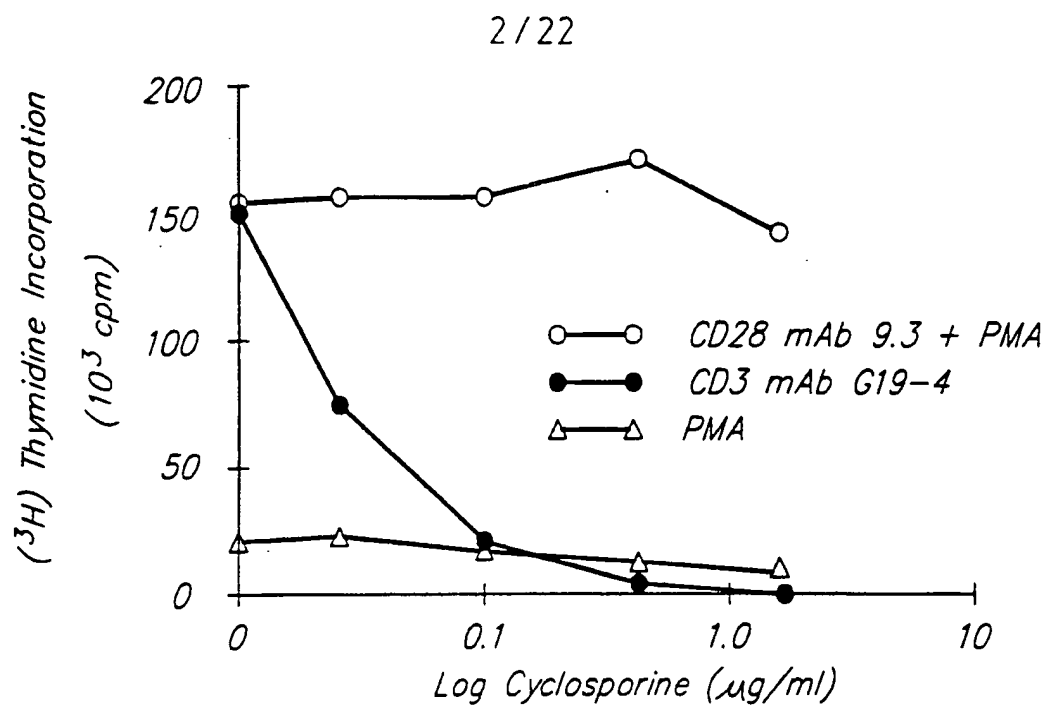 2/22
(³H) Thymidine Incorporation
(10³ cpm)
200
150
100
50
0
CD28 mAb 9.3 + PMA
CD3 mAb G19-4
PMA
0 0.1 1.0 10
Log Cyclosporine (µg/ml)